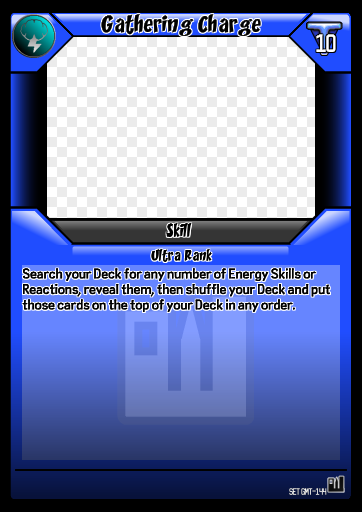 Gathering Charge
10
Skill
Ultra Rank
Search your Deck for any number of Energy Skills or
Reactions, reveal them, then shuffle your Deck and put
those cards on the top of your Deck in any order.
SET GMT-144